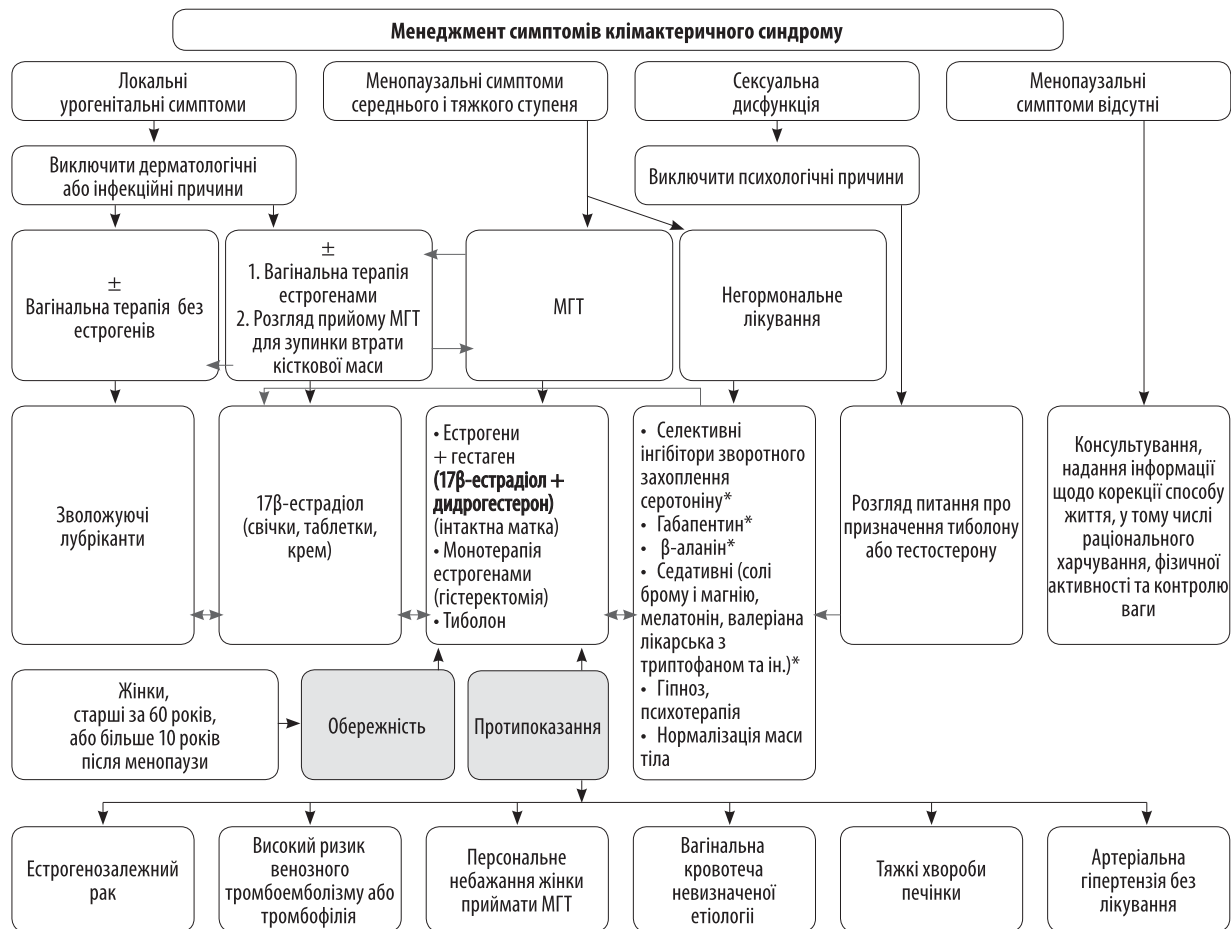 Менеджмент симптомів клімактеричного синдрому
Локальні
урогенітальні симптоми
Менопаузальні симптоми
середнього і тяжкого ступеня
Сексуальна
дисфункція
Менопаузальні
симптоми відсутні
Виключити дерматологічні
або інфекційні причини
Виключити психологічні причини
±
Вагінальна терапія без
естрогенів
±
1. Вагінальна терапія
естрогенами
2. Розгляд прийому МГТ
для зупинки втрати
кісткової маси
МГТ
Негормональне
лікування
Зволожуючі
лубріканти
17β-естрадіол
(свічки, таблетки,
крем)
• Естрогени
+ гестаген
(17β-естрадіол +
дидрогестерон)
(інтактна матка)
• Монотерапія
естрогенами
(гістеректомія)
• Тиболон
• Селективні
інгібітори зворотного
захоплення
серотоніну*
• Габапентин*
• β-аланін*
• Седативні (солі
брому і магнію,
мелатонін, валеріана
лікарська з
триптофаном та ін.)*
• Гіпноз,
психотерапія
• Нормалізація маси
тіла
Розгляд питання про
призначення тиболону
або тестостерону
Консультування,
надання інформації
щодо корекції способу
життя, у тому числі
раціонального
харчування, фізичної
активності та контролю
ваги
Жінки,
старші за 60 років,
або більше 10 років
після менопаузи
Обережність
Протипоказання
Естрогенозалежний
рак
Високий ризик
венозного
тромбоемболізму або
тромбофілія
Персональне
небажання жінки
приймати МГТ
Вагінальна
кровотеча
невизначеної
етіології
Тяжкі хвороби
печінки
Артеріальна
гіпертензія без
лікування